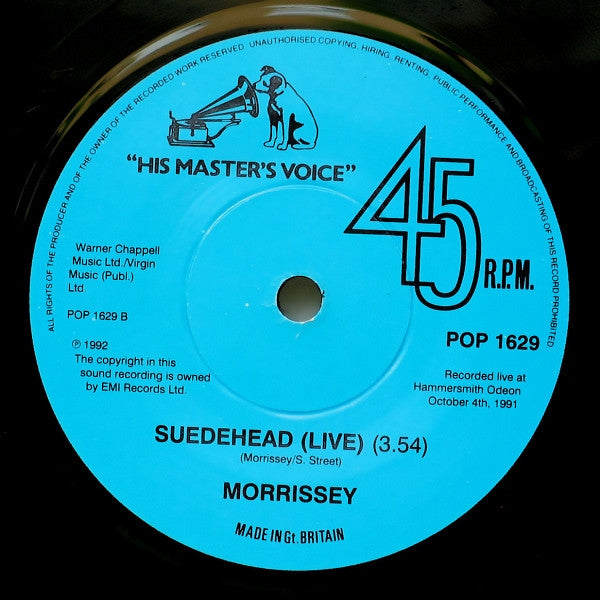 ALL RIGHTS OF THE PRODUCER AND OF THE OWNER OF THE RECORDED WORK RESERVED. UNAUTHORISED COPYING, HIRING, RENTING, PUBLIC PERFORMANCE AND BROADCASTING OF THIS RECORD PROHIBITED
"HIS MASTER'S VOICE"
45
R.P.M.
Warner Chappell
Music Ltd./Virgin
Music (Publ.)
Ltd.
POP 1629 B
℗ 1992
The copyright in this
sound recording is owned
by EMI Records Ltd.
POP 1629
Recorded live at
Hammersmith Odeon
October 4th, 1991
SUEDEHEAD (LIVE) (3.54)
(Morrissey/S. Street)
MORRISSEY
MADE IN Gt. BRITAIN